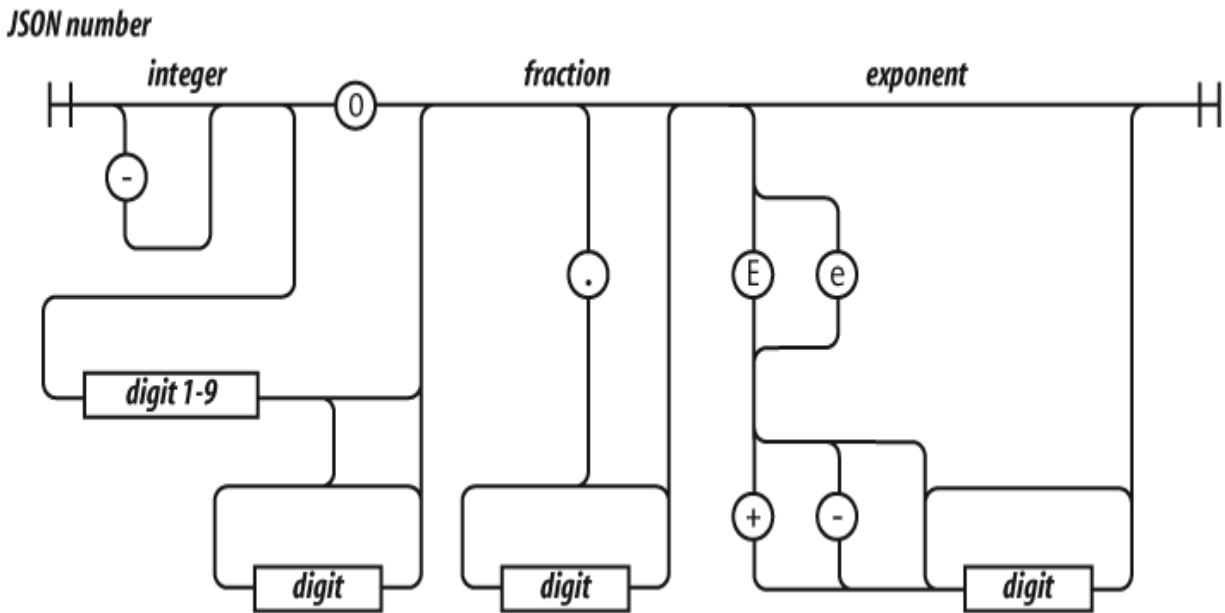 JSON number
integer fraction exponent
0
-
. E e
digit 1-9
+ -
digit digit digit